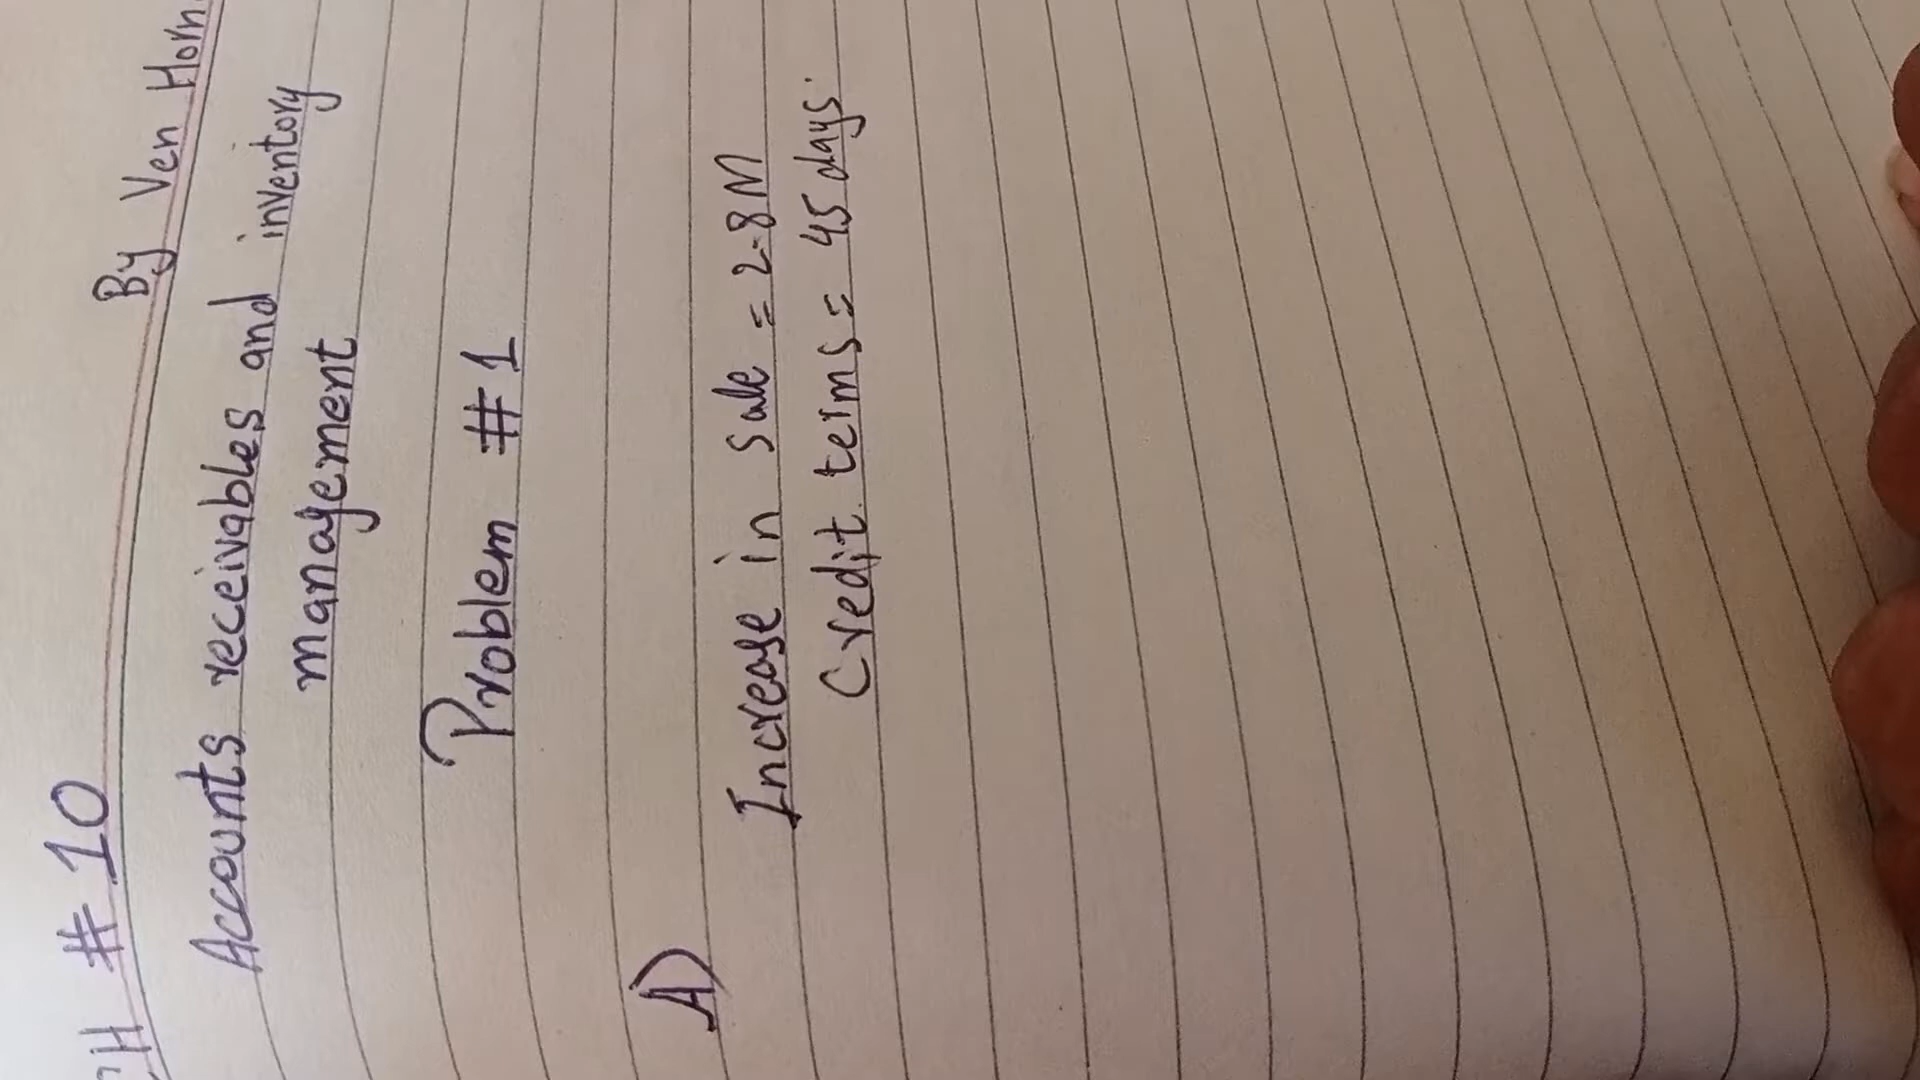 CH # 10
By Ven Horn
Accounts receivables and inventory
management
Problem # 1
A)
Increase in sale = 2.8M
Credit terms = 45 days.